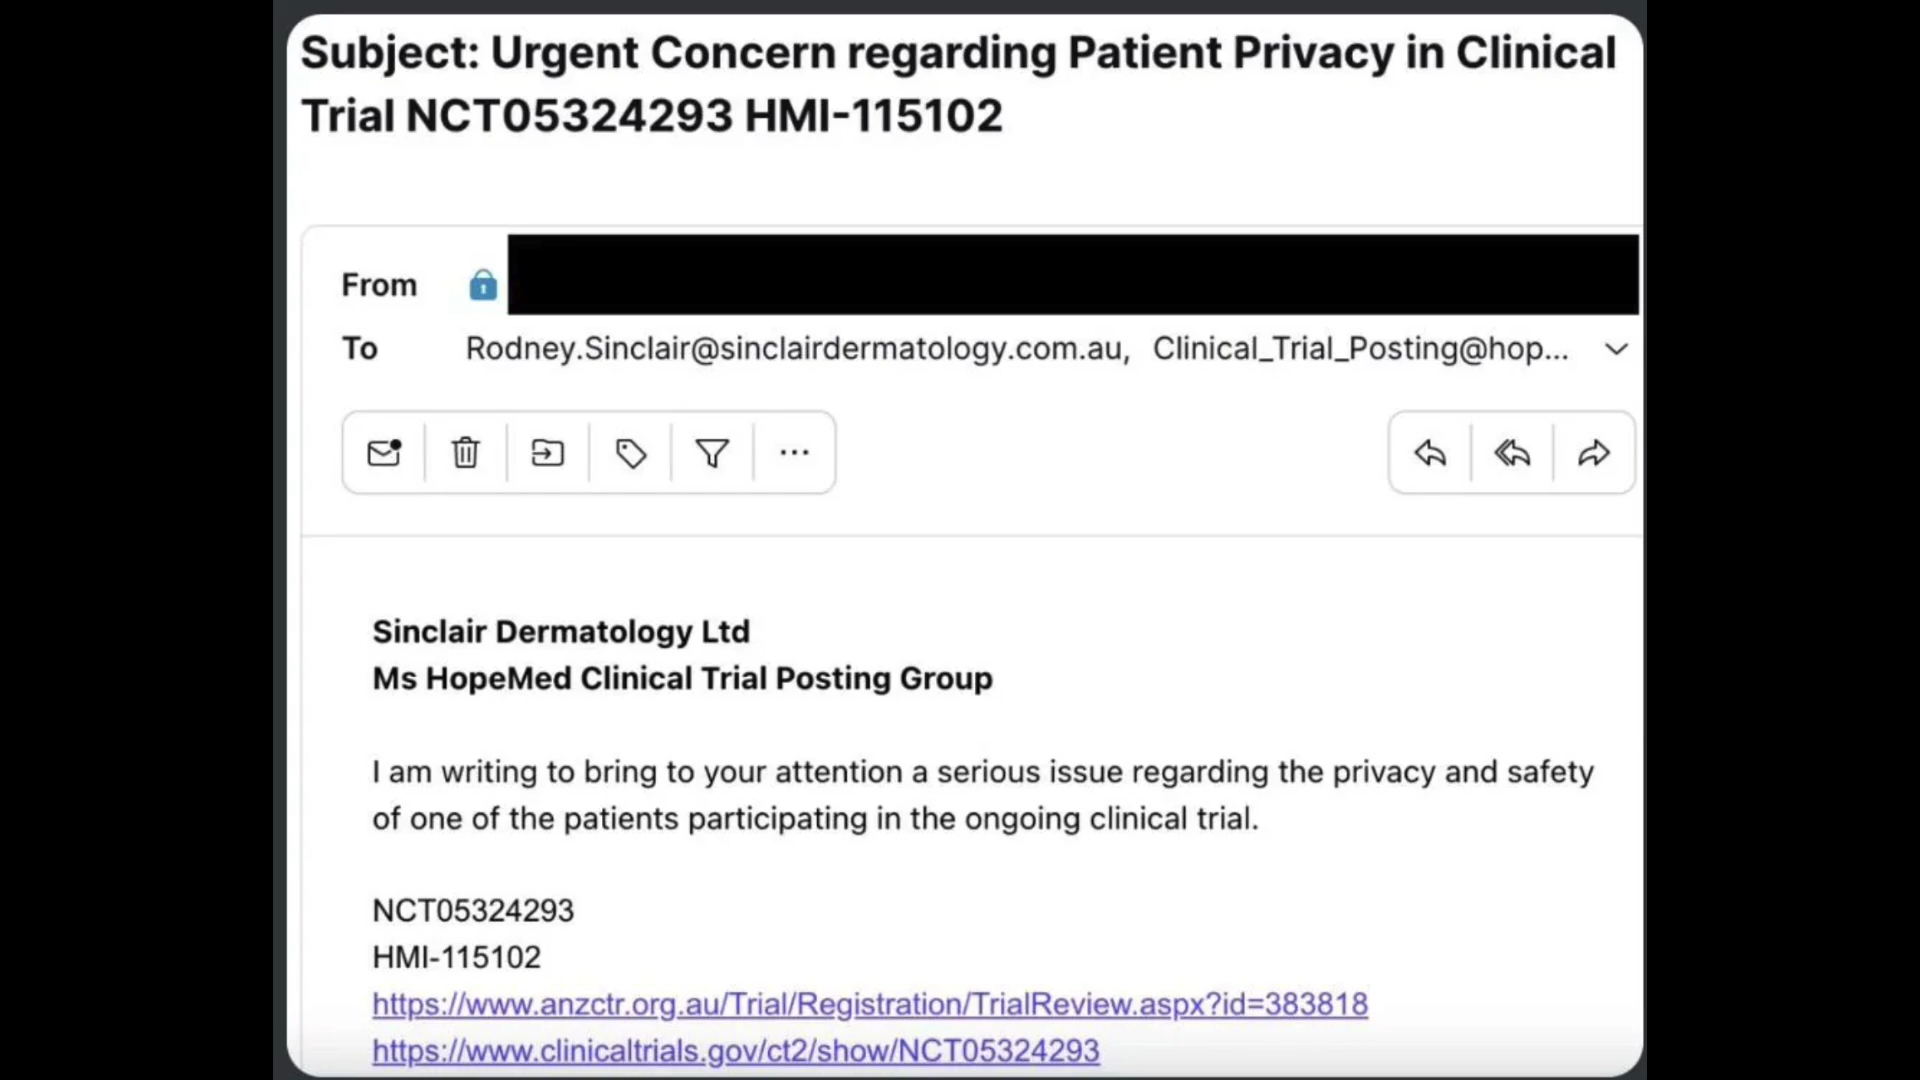 Subject: Urgent Concern regarding Patient Privacy in Clinical
Trial NCT05324293 HMI-115102
From
To Rodney.Sinclair@sinclairdermatology.com.au, Clinical_Trial_Posting@hop...
Sinclair Dermatology Ltd
Ms HopeMed Clinical Trial Posting Group
I am writing to bring to your attention a serious issue regarding the privacy and safety
of one of the patients participating in the ongoing clinical trial.
NCT05324293
HMI-115102
https://www.anzctr.org.au/Trial/Registration/TrialReview.aspx?id=383818
https://www.clinicaltrials.gov/ct2/show/NCT05324293